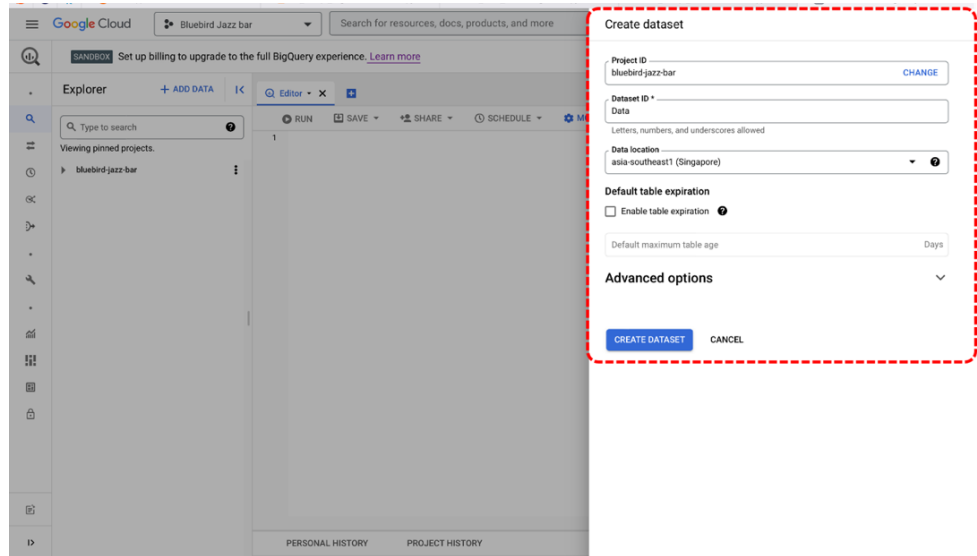 Google Cloud
Bluebird Jazz bar
Search for resources, docs, products, and more
SANDBOX Set up billing to upgrade to the full BigQuery experience. Learn more
Explorer
+ ADD DATA
Type to search
Viewing pinned projects.
bluebird-jazz-bar
Editor
RUN
SAVE
SHARE
SCHEDULE
1
PERSONAL HISTORY
PROJECT HISTORY
Create dataset
Project ID
bluebird-jazz-bar
CHANGE
Dataset ID *
Data
Letters, numbers, and underscores allowed
Data location
asia-southeast1 (Singapore)
Default table expiration
Enable table expiration
Default maximum table age
Days
Advanced options
CREATE DATASET
CANCEL